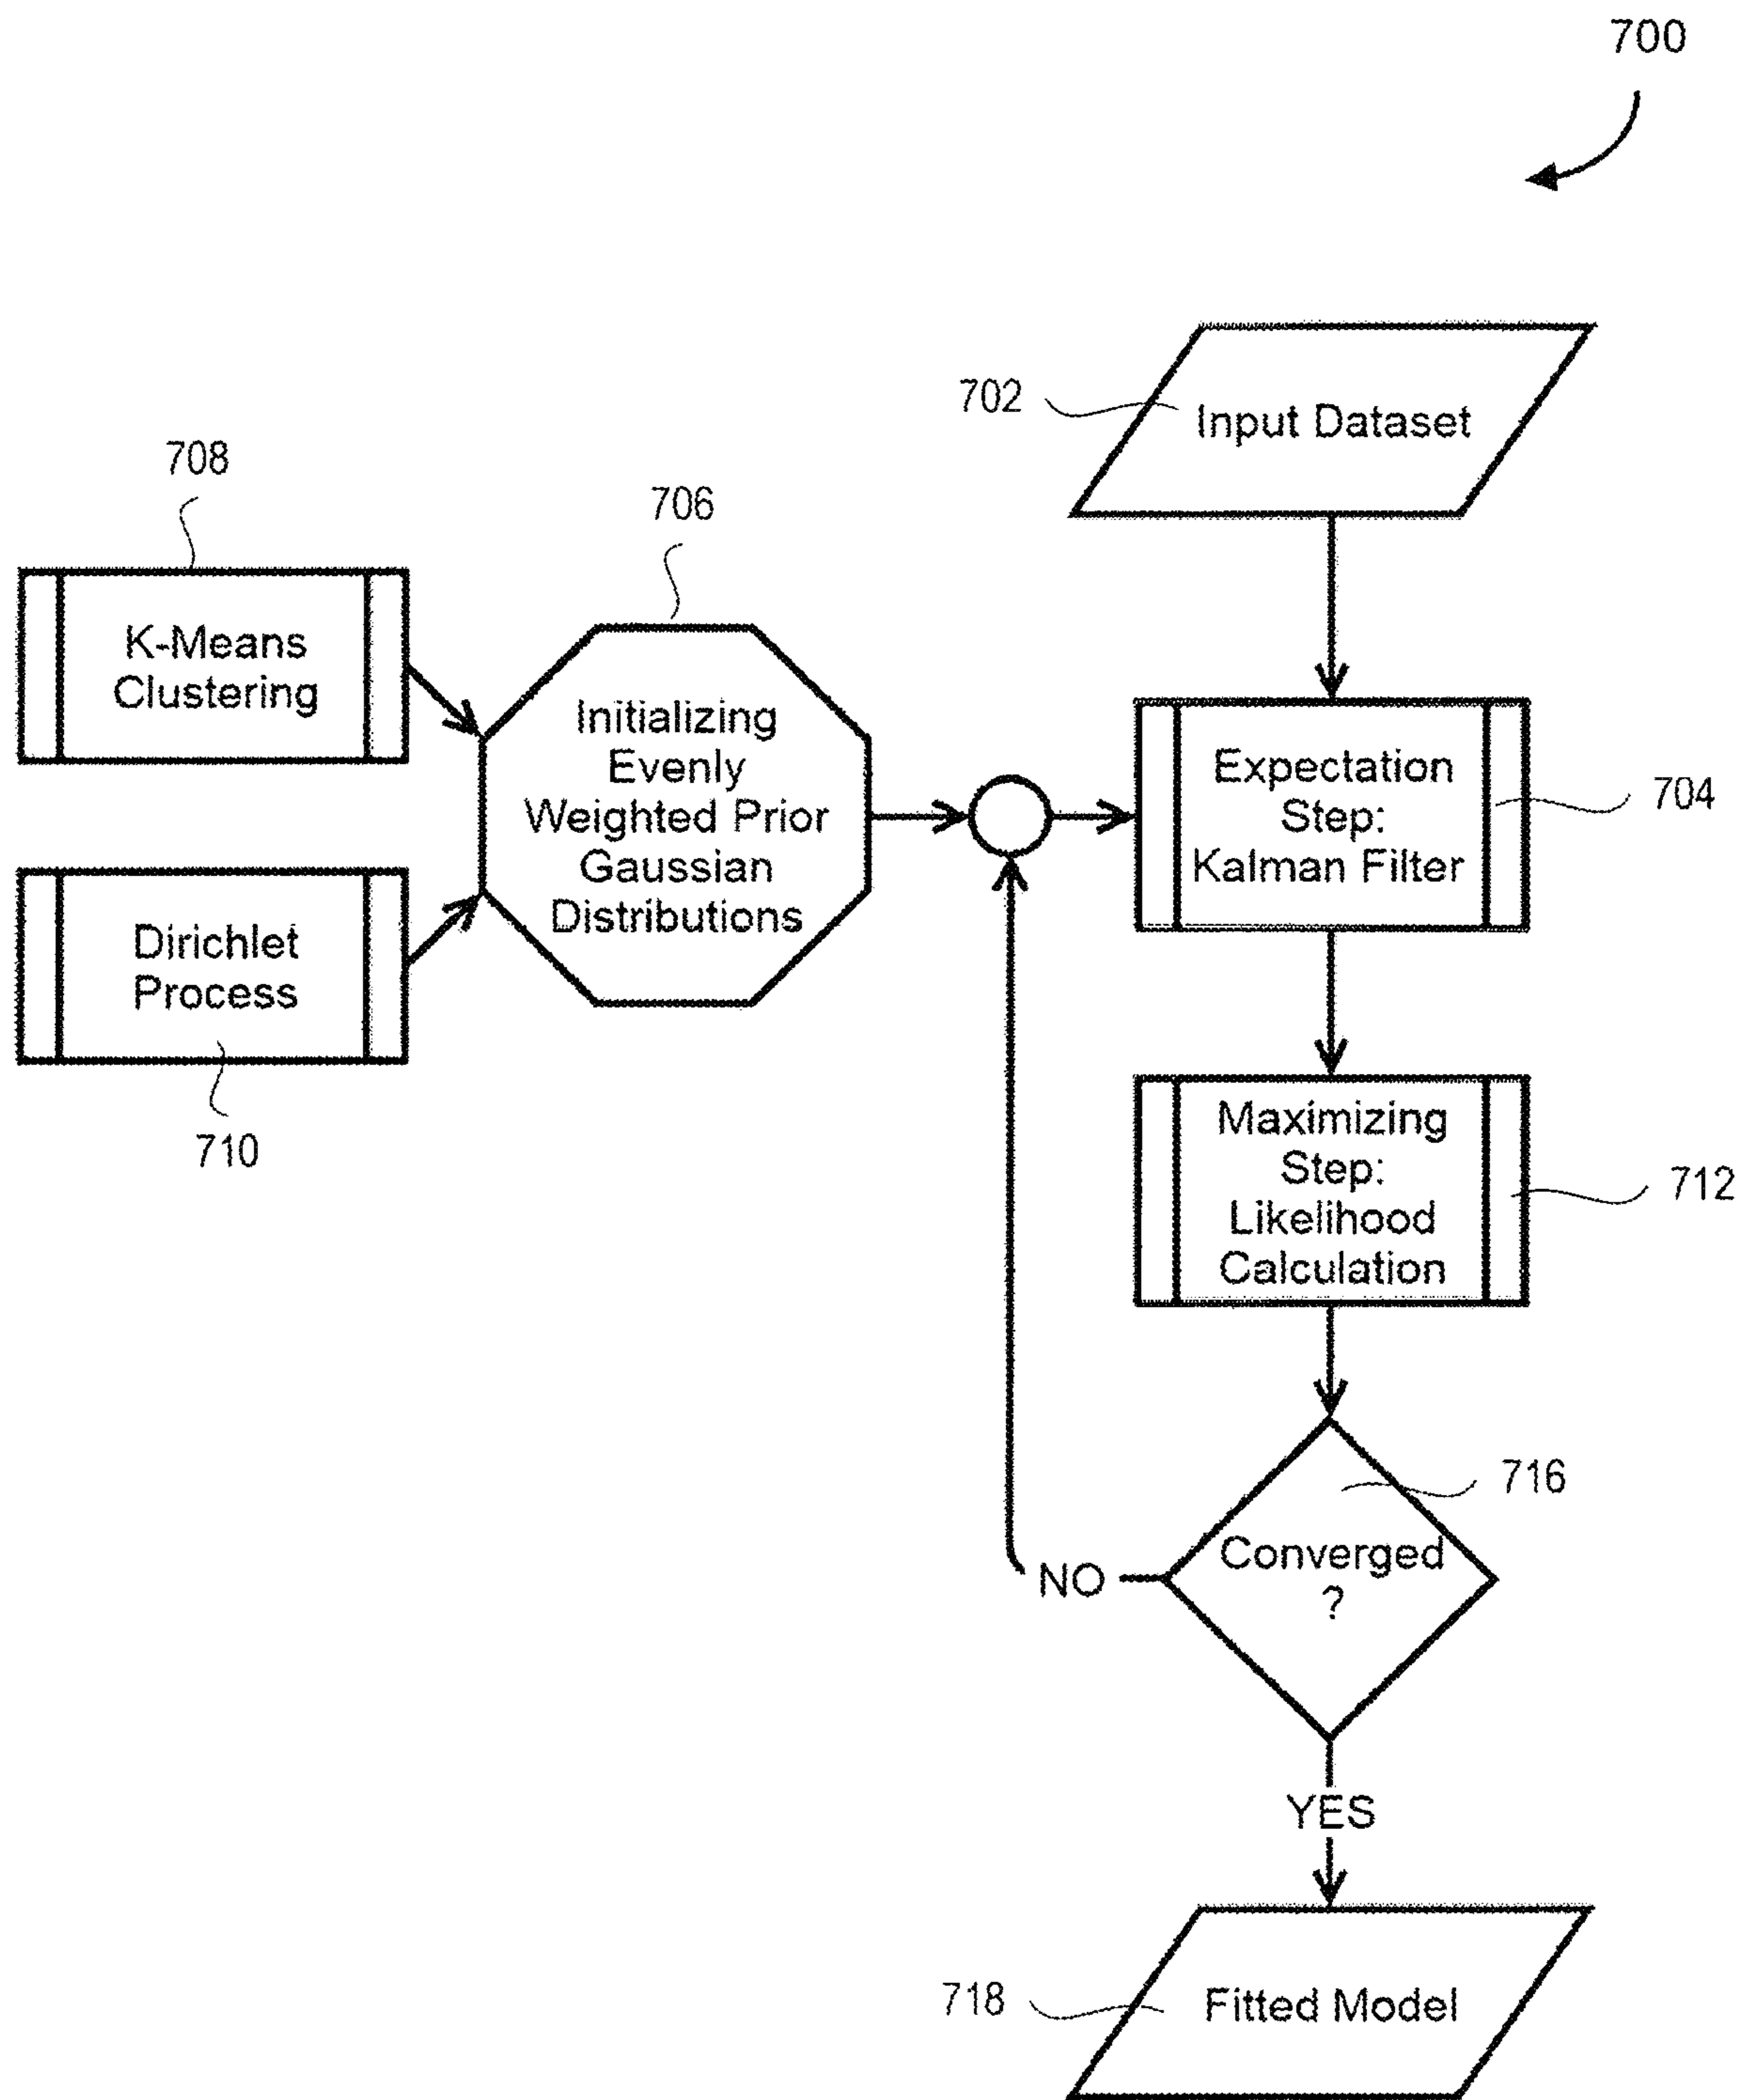 700
702
Input Dataset
708
706
K-Means
Clustering
Initializing
Evenly
Weighted Prior
Gaussian
Distributions
Expectation
Step:
Kalman Filter
704
Dirichlet
Process
710
Maximizing
Step:
Likelihood
Calculation
712
716
Converged
?
NO
YES
718
Fitted Model